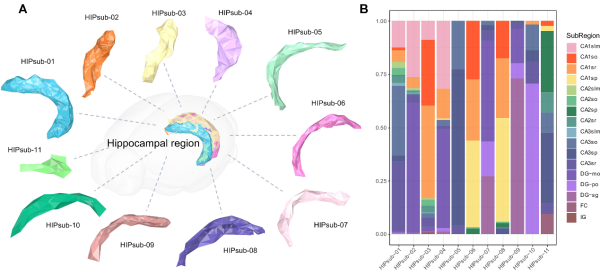 A
HIPsub-02
HIPsub-03
HIPsub-04
HIPsub-05
HIPsub-01
HIPsub-06
Hippocampal region
HIPsub-11
HIPsub-10
HIPsub-09
HIPsub-08
HIPsub-07
B
1.00
0.75
0.50
0.25
0.00
HIPsub-01
HIPsub-02
HIPsub-03
HIPsub-04
HIPsub-05
HIPsub-06
HIPsub-07
HIPsub-08
HIPsub-09
HIPsub-10
HIPsub-11
SubRegion
CA1slm
CA1so
CA1sr
CA1sp
CA2slm
CA2so
CA2sp
CA2sr
CA3slm
CA3so
CA3sp
CA3sr
DG-mo
DG-po
DG-sg
FC
IG